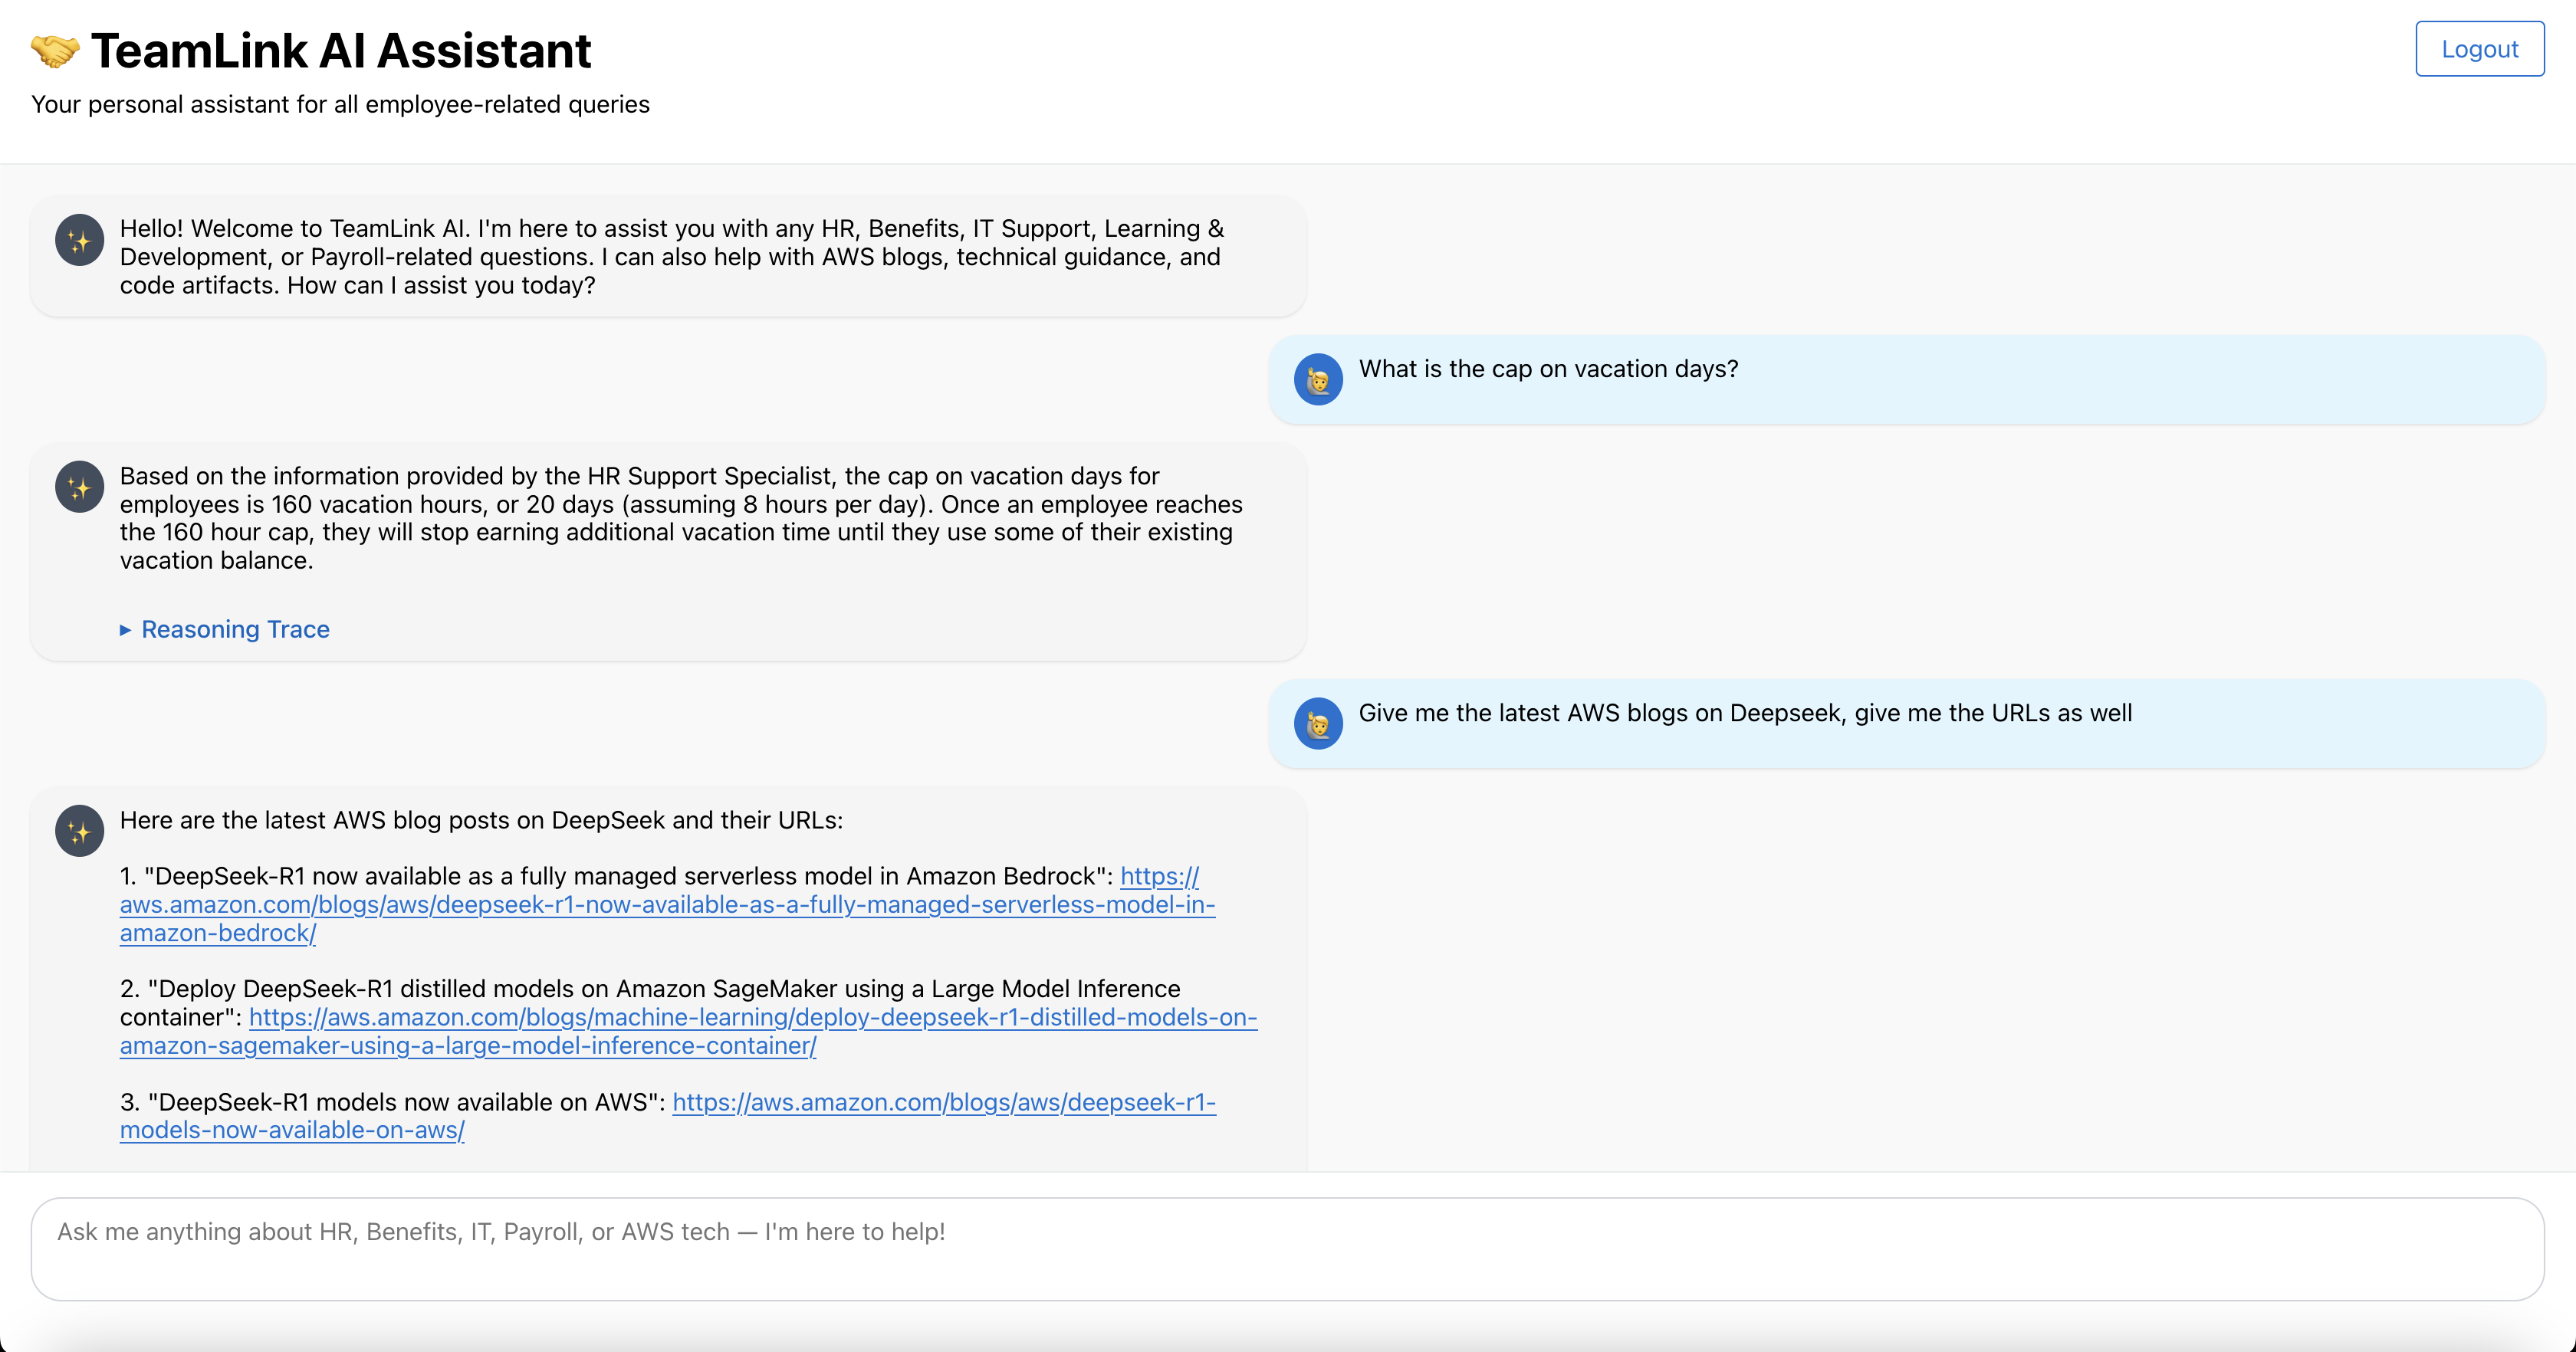 TeamLink AI Assistant
Logout
Your personal assistant for all employee-related queries
Hello! Welcome to TeamLink AI. I'm here to assist you with any HR, Benefits, IT Support, Learning &
Development, or Payroll-related questions. I can also help with AWS blogs, technical guidance, and
code artifacts. How can I assist you today?
What is the cap on vacation days?
Based on the information provided by the HR Support Specialist, the cap on vacation days for
employees is 160 vacation hours, or 20 days (assuming 8 hours per day). Once an employee reaches
the 160 hour cap, they will stop earning additional vacation time until they use some of their existing
vacation balance.
▸ Reasoning Trace
Give me the latest AWS blogs on Deepseek, give me the URLs as well
Here are the latest AWS blog posts on DeepSeek and their URLs:
1. "DeepSeek-R1 now available as a fully managed serverless model in Amazon Bedrock": https://
aws.amazon.com/blogs/aws/deepseek-r1-now-available-as-a-fully-managed-serverless-model-in-
amazon-bedrock/
2. "Deploy DeepSeek-R1 distilled models on Amazon SageMaker using a Large Model Inference
container": https://aws.amazon.com/blogs/machine-learning/deploy-deepseek-r1-distilled-models-on-
amazon-sagemaker-using-a-large-model-inference-container/
3. "DeepSeek-R1 models now available on AWS": https://aws.amazon.com/blogs/aws/deepseek-r1-
models-now-available-on-aws/
Ask me anything about HR, Benefits, IT, Payroll, or AWS tech — I'm here to help!